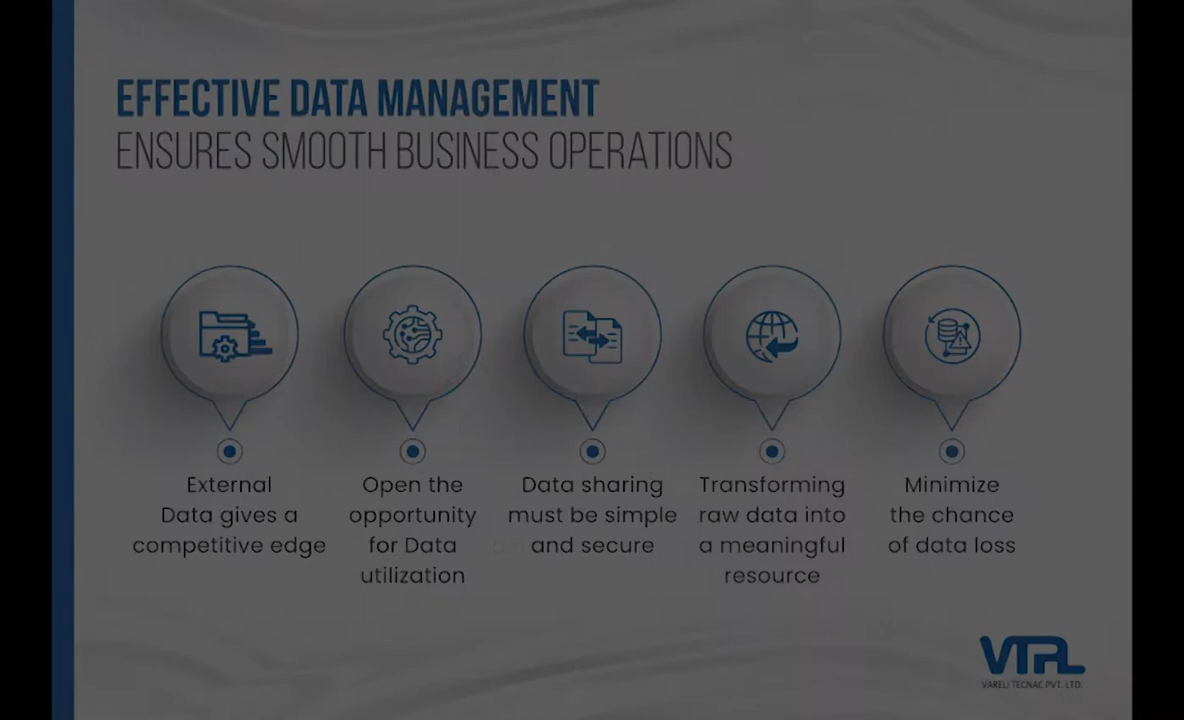 EFFECTIVE DATA MANAGEMENT
ENSURES SMOOTH BUSINESS OPERATIONS
External
Data gives a
competitive edge
Open the
opportunity
for Data
utilization
Data sharing
must be simple
and secure
Transforming
raw data into
a meaningful
resource
Minimize
the chance
of data loss
VTPL
VARELI TECNAC PVT. LTD.